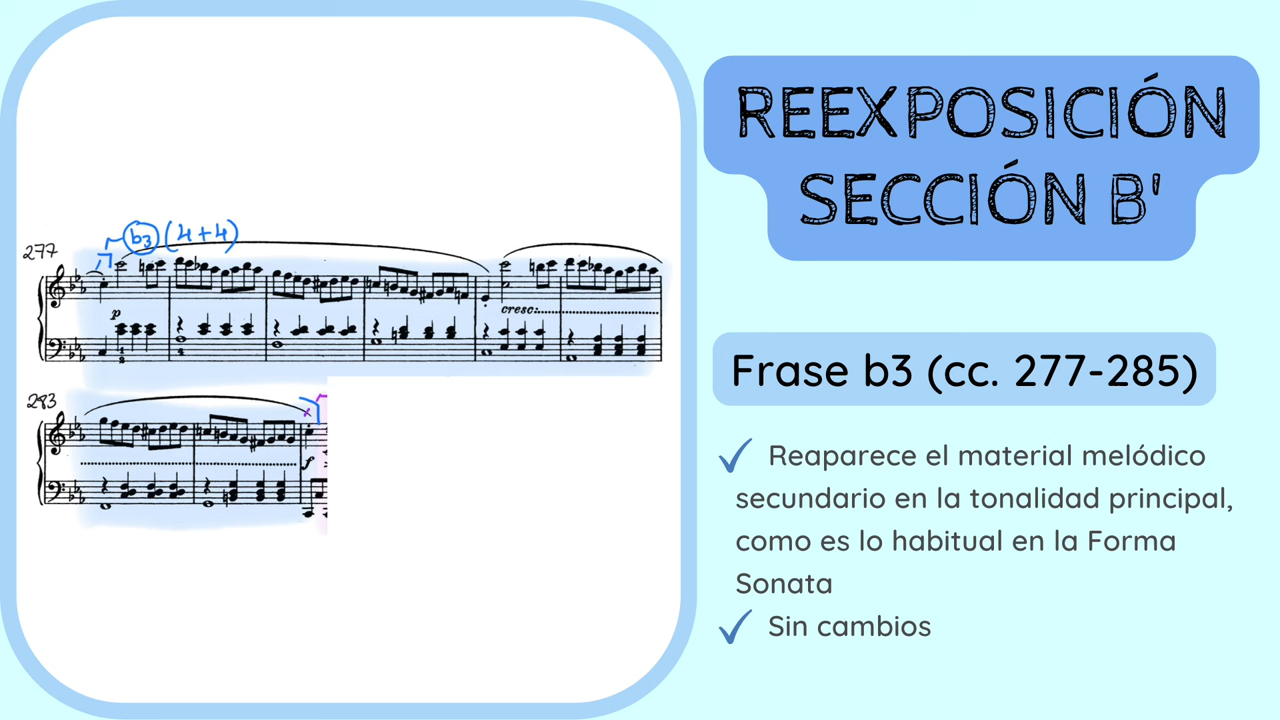 REEXPOSICIÓN
SECCIÓN B'
277
b3 (4+4)
p
cresc:
283
f
Frase b3 (cc. 277-285)
Reaparece el material melódico
secundario en la tonalidad principal,
como es lo habitual en la Forma
Sonata
Sin cambios